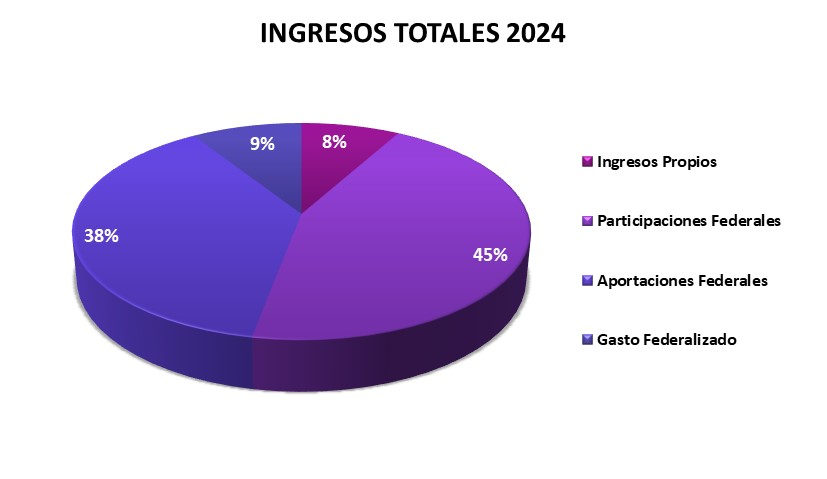 INGRESOS TOTALES 2024
9%
8%
38%
45%
Ingresos Propios
Participaciones Federales
Aportaciones Federales
Gasto Federalizado